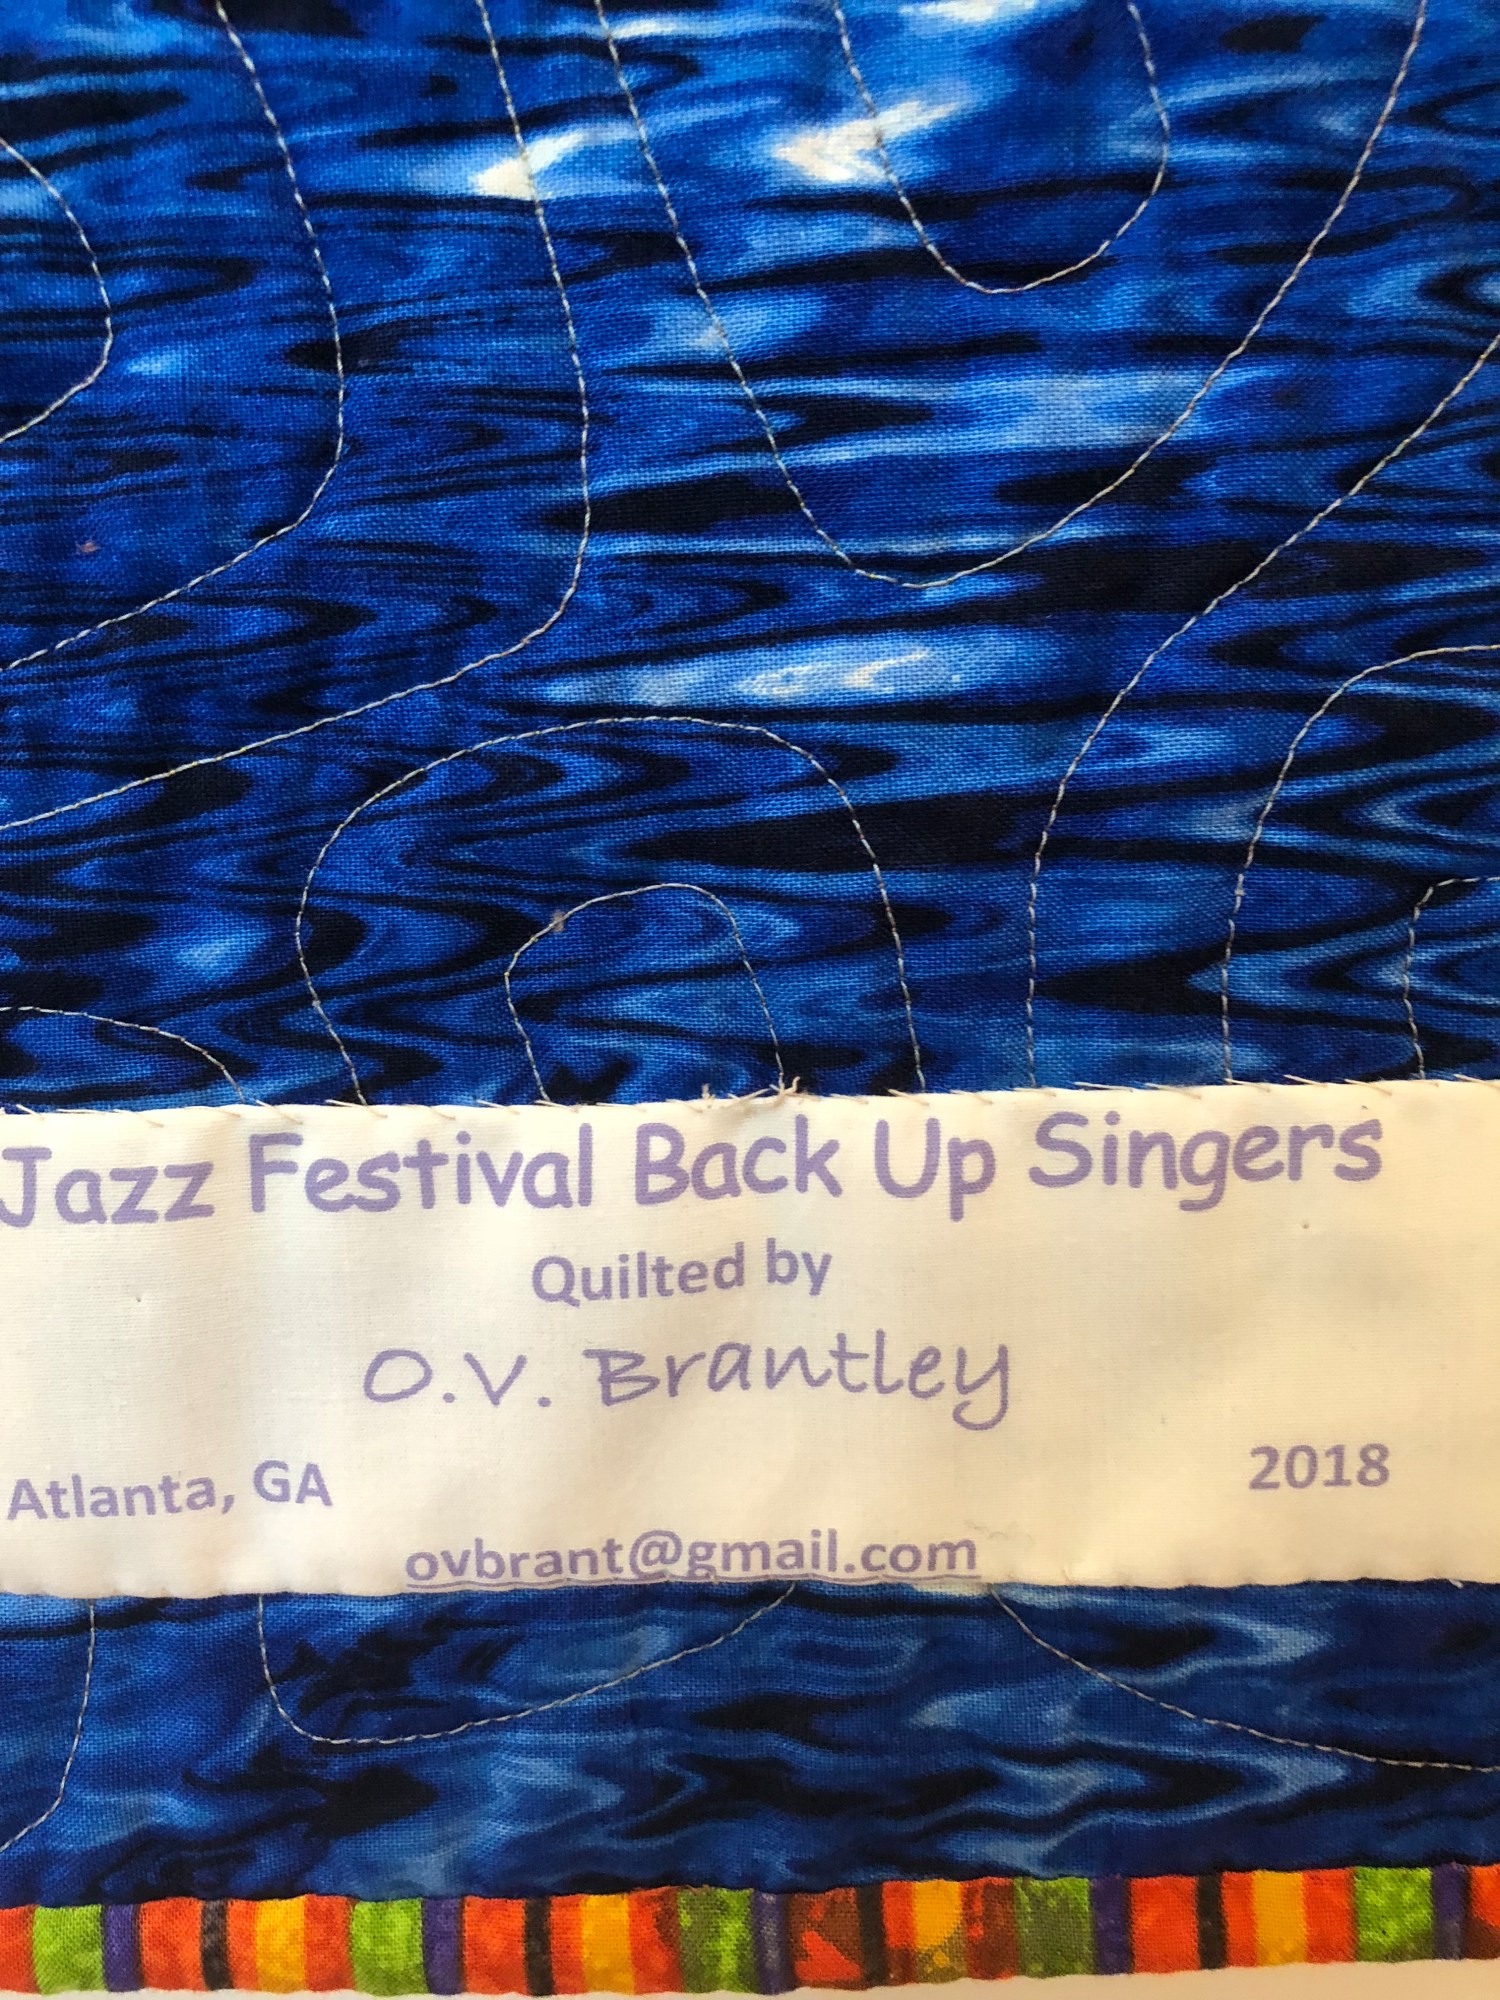 Jazz Festival Back Up Singers
Quilted by
O.V. Brantley
Atlanta, GA 2018
ovbrant@gmail.com